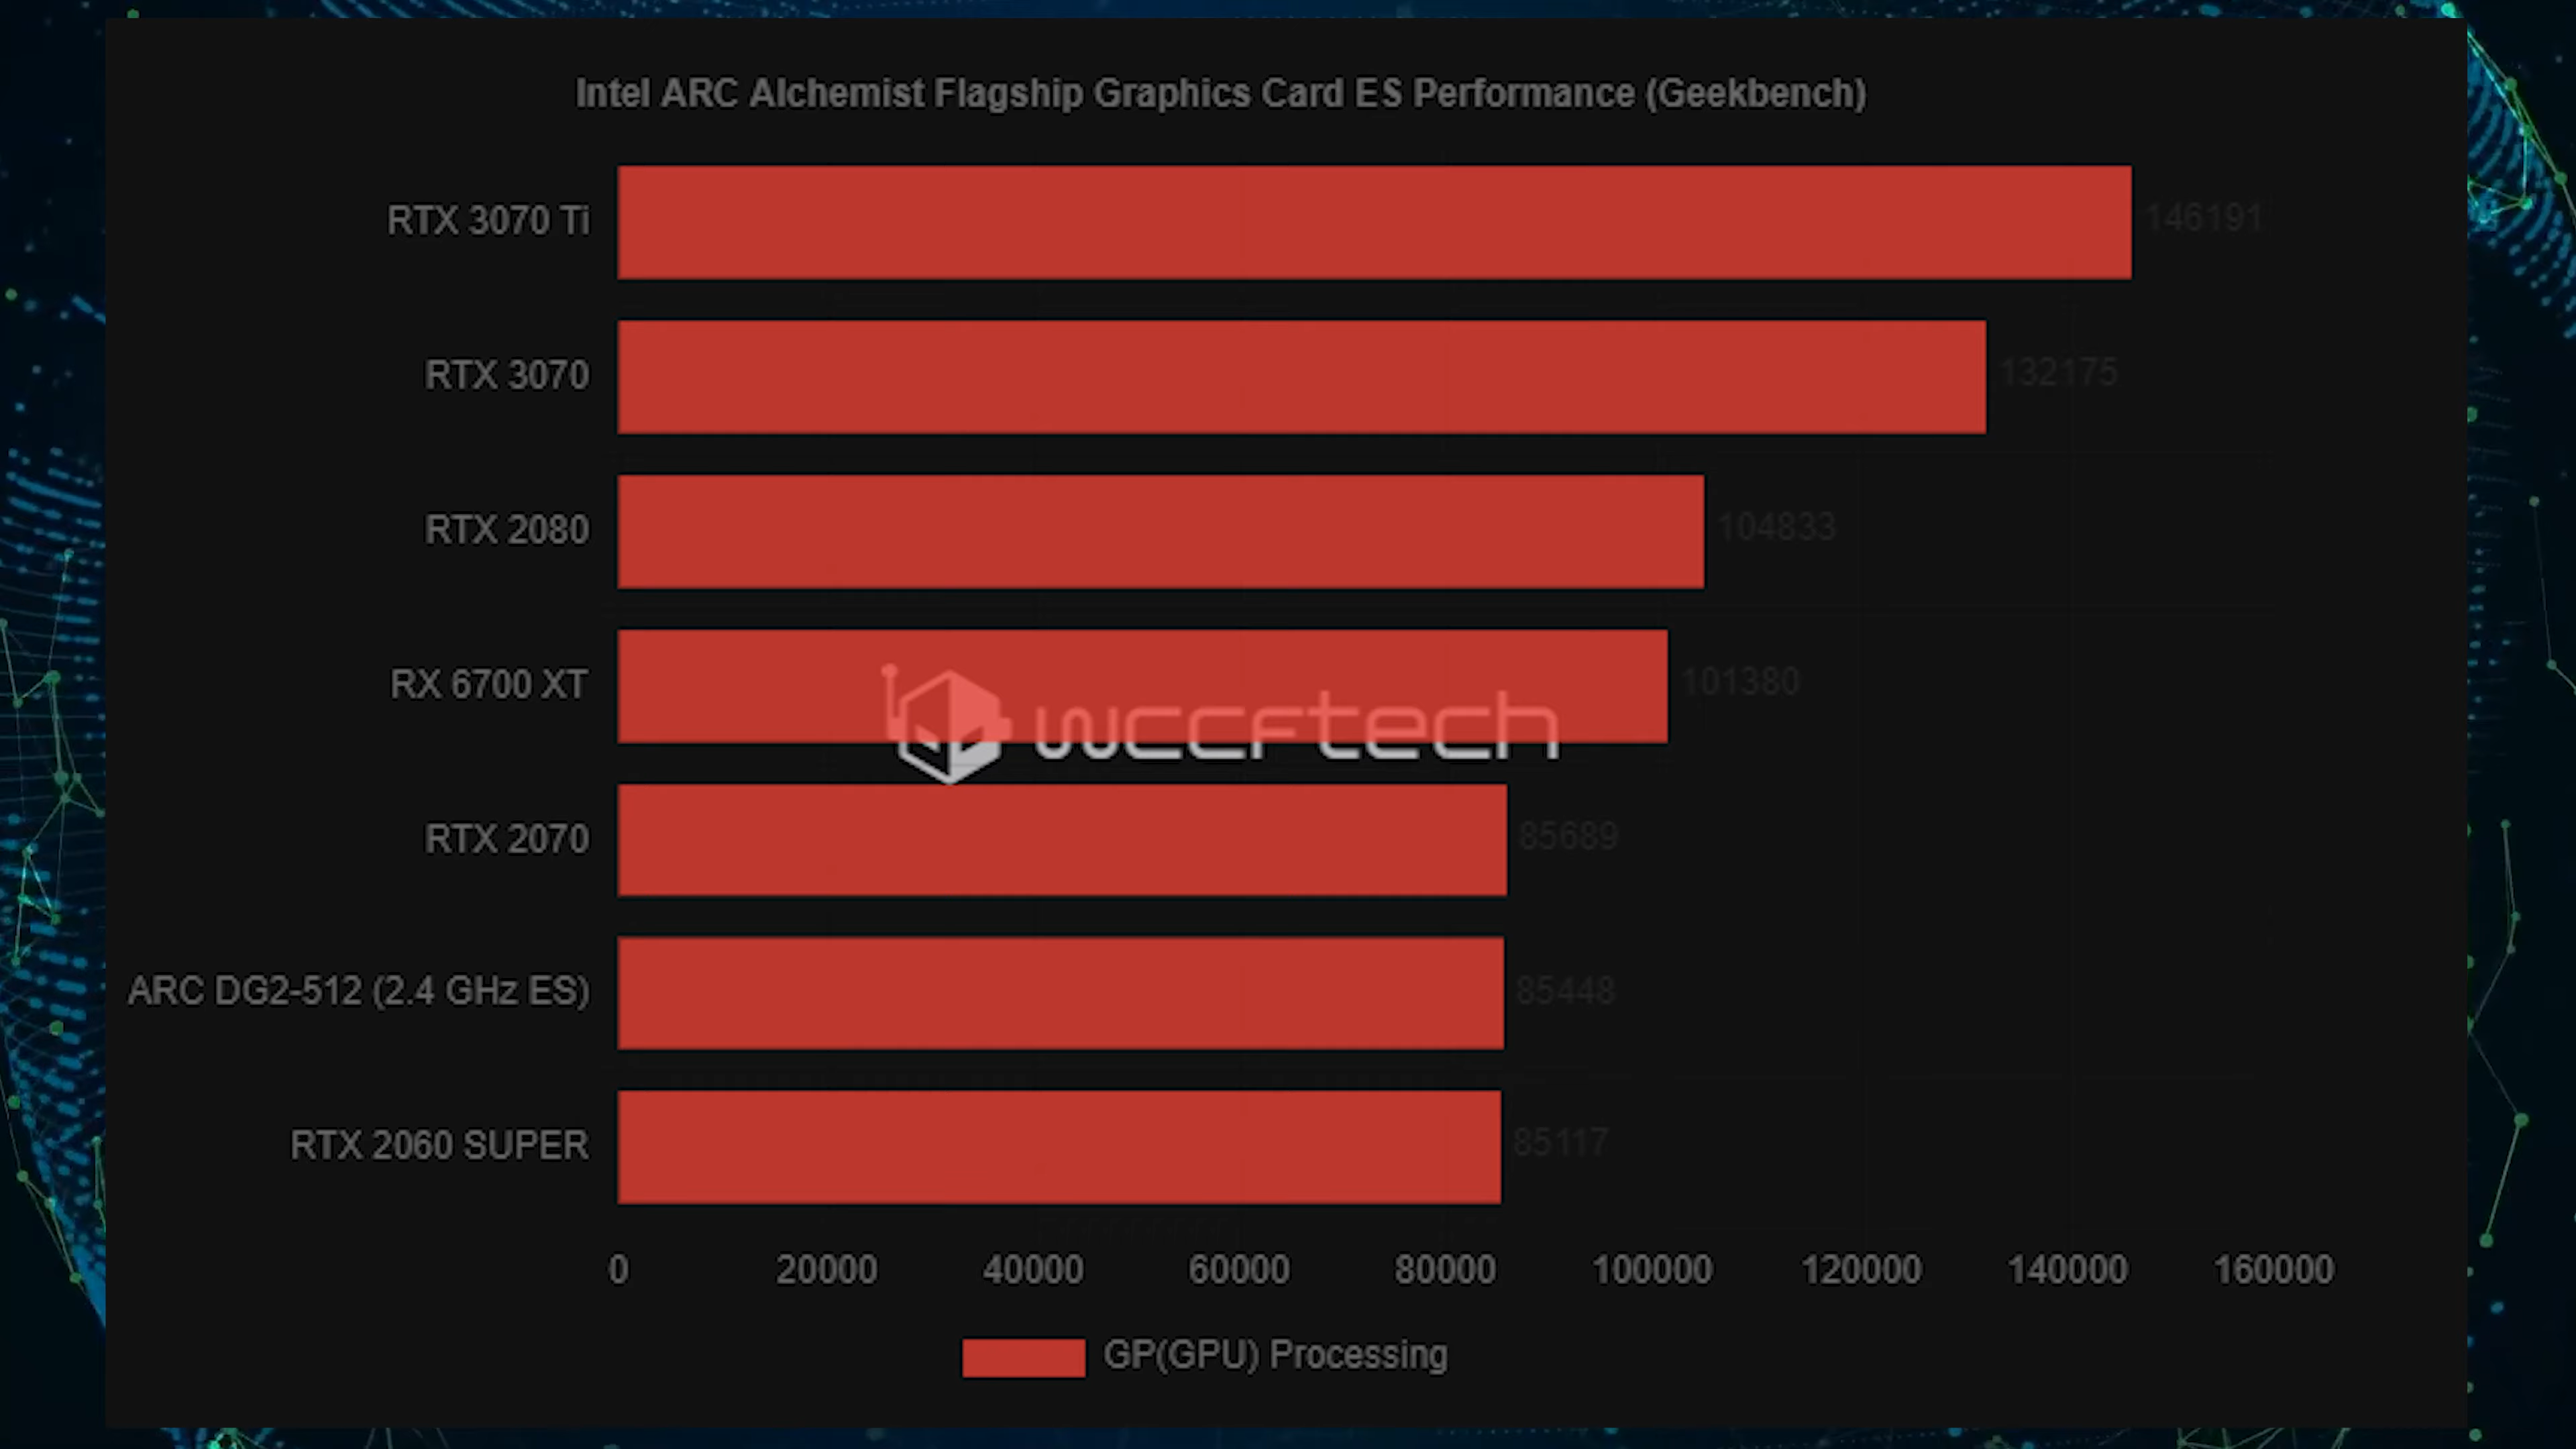 Intel ARC Alchemist Flagship Graphics Card ES Performance (Geekbench)
RTX 3070 Ti 146191
RTX 3070 132175
RTX 2080 104833
RX 6700 XT 101380
wccftech
RTX 2070 85689
ARC DG2-512 (2.4 GHz ES) 85448
RTX 2060 SUPER 85117
0 20000 40000 60000 80000 100000 120000 140000 160000
GP(GPU) Processing